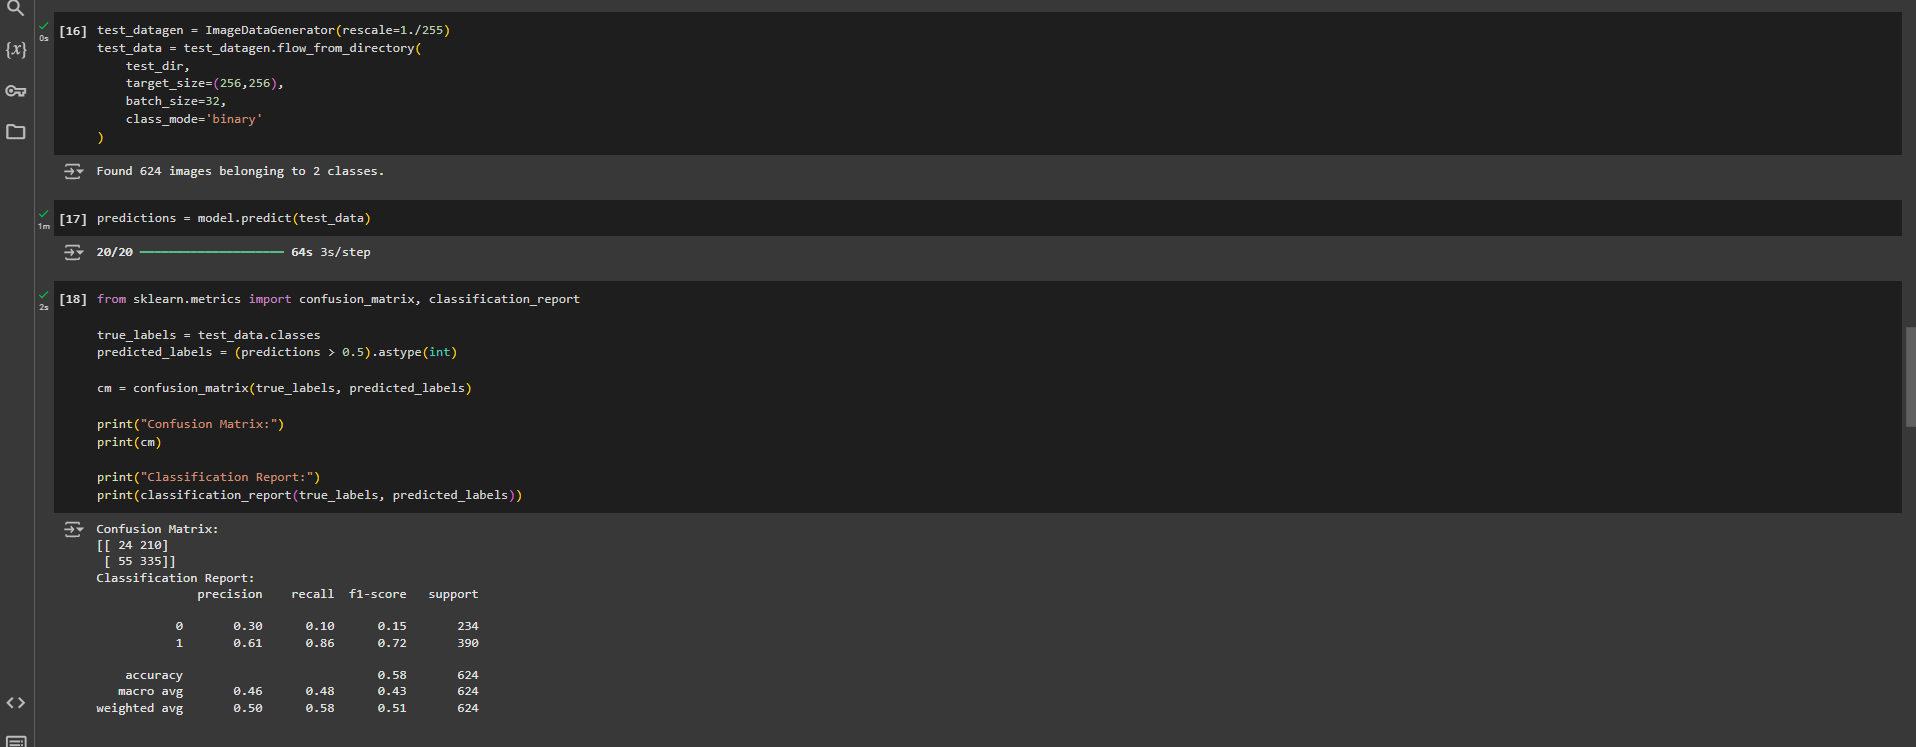 {x}
0s
[16] test_datagen = ImageDataGenerator(rescale=1./255)
test_data = test_datagen.flow_from_directory(
    test_dir,
    target_size=(256,256),
    batch_size=32,
    class_mode='binary'
)
Found 624 images belonging to 2 classes.
1m
[17] predictions = model.predict(test_data)
20/20 ━━━━━━━━━━━━━━━━━━━━ 64s 3s/step
2s
[18] from sklearn.metrics import confusion_matrix, classification_report
true_labels = test_data.classes
predicted_labels = (predictions > 0.5).astype(int)
cm = confusion_matrix(true_labels, predicted_labels)
print("Confusion Matrix:")
print(cm)
print("Classification Report:")
print(classification_report(true_labels, predicted_labels))
Confusion Matrix:
[[ 24 210]
 [ 55 335]]
Classification Report:
              precision    recall  f1-score   support
           0       0.30      0.10      0.15       234
           1       0.61      0.86      0.72       390
    accuracy                           0.58       624
   macro avg       0.46      0.48      0.43       624
weighted avg       0.50      0.58      0.51       624